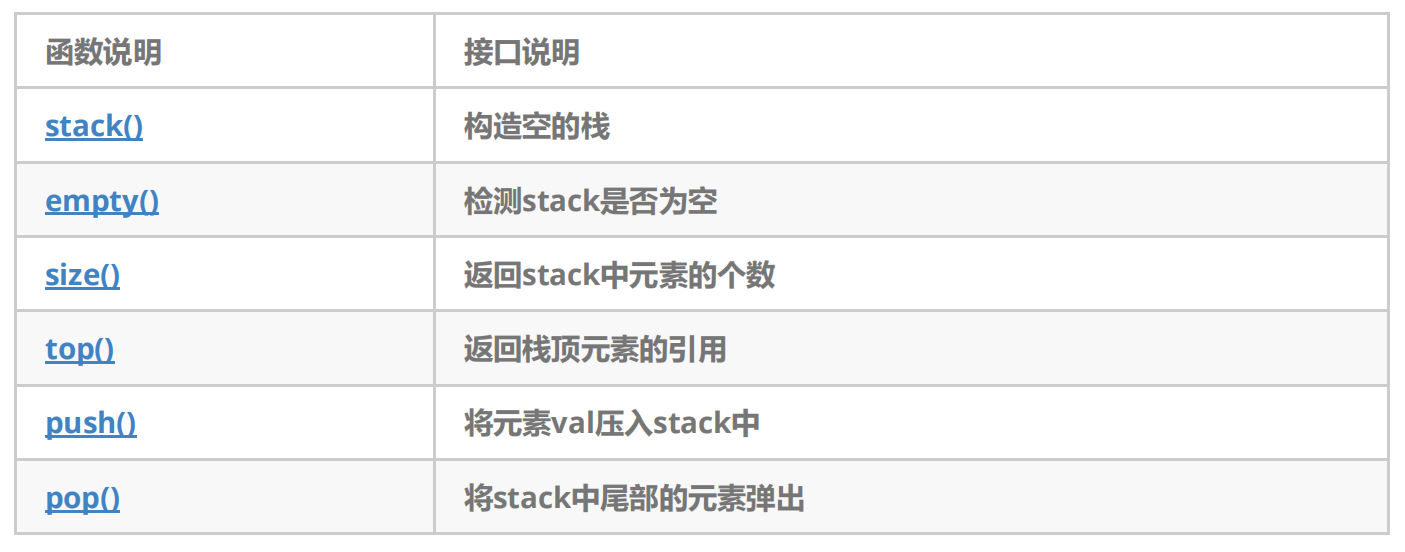 函数说明 接口说明
stack() 构造空的栈
empty() 检测stack是否为空
size() 返回stack中元素的个数
top() 返回栈顶元素的引用
push() 将元素val压入stack中
pop() 将stack中尾部的元素弹出